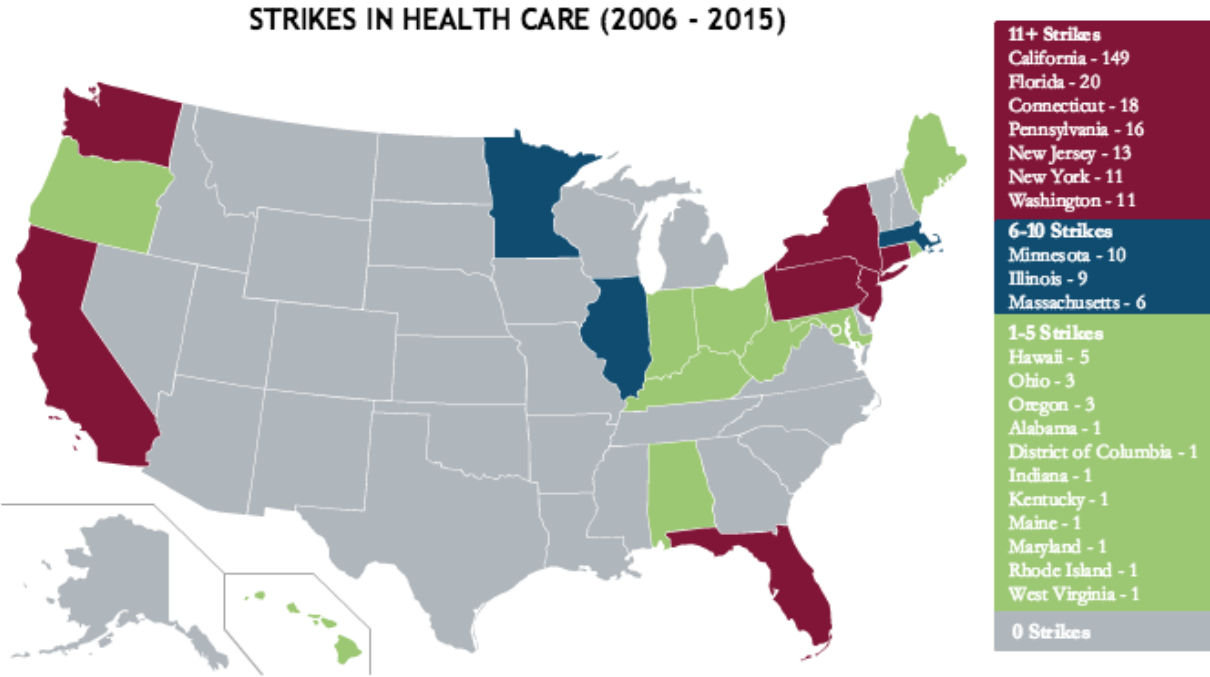 STRIKES IN HEALTH CARE (2006 - 2015)
11+ Strikes
California - 149
Florida - 20
Connecticut - 18
Pennsylvania - 16
New Jersey - 13
New York - 11
Washington - 11
6-10 Strikes
Minnesota - 10
Illinois - 9
Massachusetts - 6
1-5 Strikes
Hawaii - 5
Ohio - 3
Oregon - 3
Alabama - 1
District of Columbia - 1
Indiana - 1
Kentucky - 1
Maine - 1
Maryland - 1
Rhode Island - 1
West Virginia - 1
0 Strikes